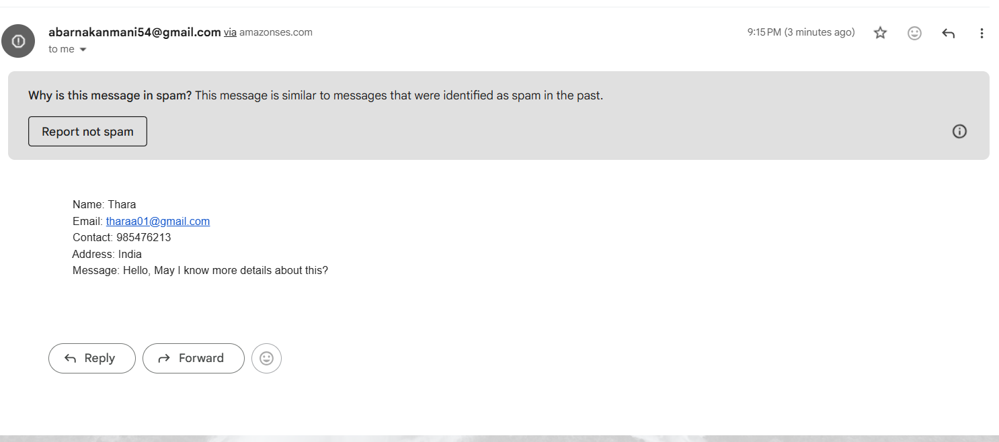 abarnakanmani54@gmail.com via amazonses.com 9:15 PM (3 minutes ago)
to me
Why is this message in spam? This message is similar to messages that were identified as spam in the past.
Report not spam
Name: Thara
Email: tharaa01@gmail.com
Contact: 985476213
Address: India
Message: Hello, May I know more details about this?
Reply Forward